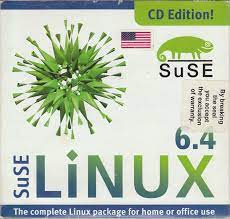 CD Edition!
SuSE
By breaking
the seal
you accept
the exclusion
of warranty.
6.4
SuSE
LiNUX
The complete Linux package for home or office use